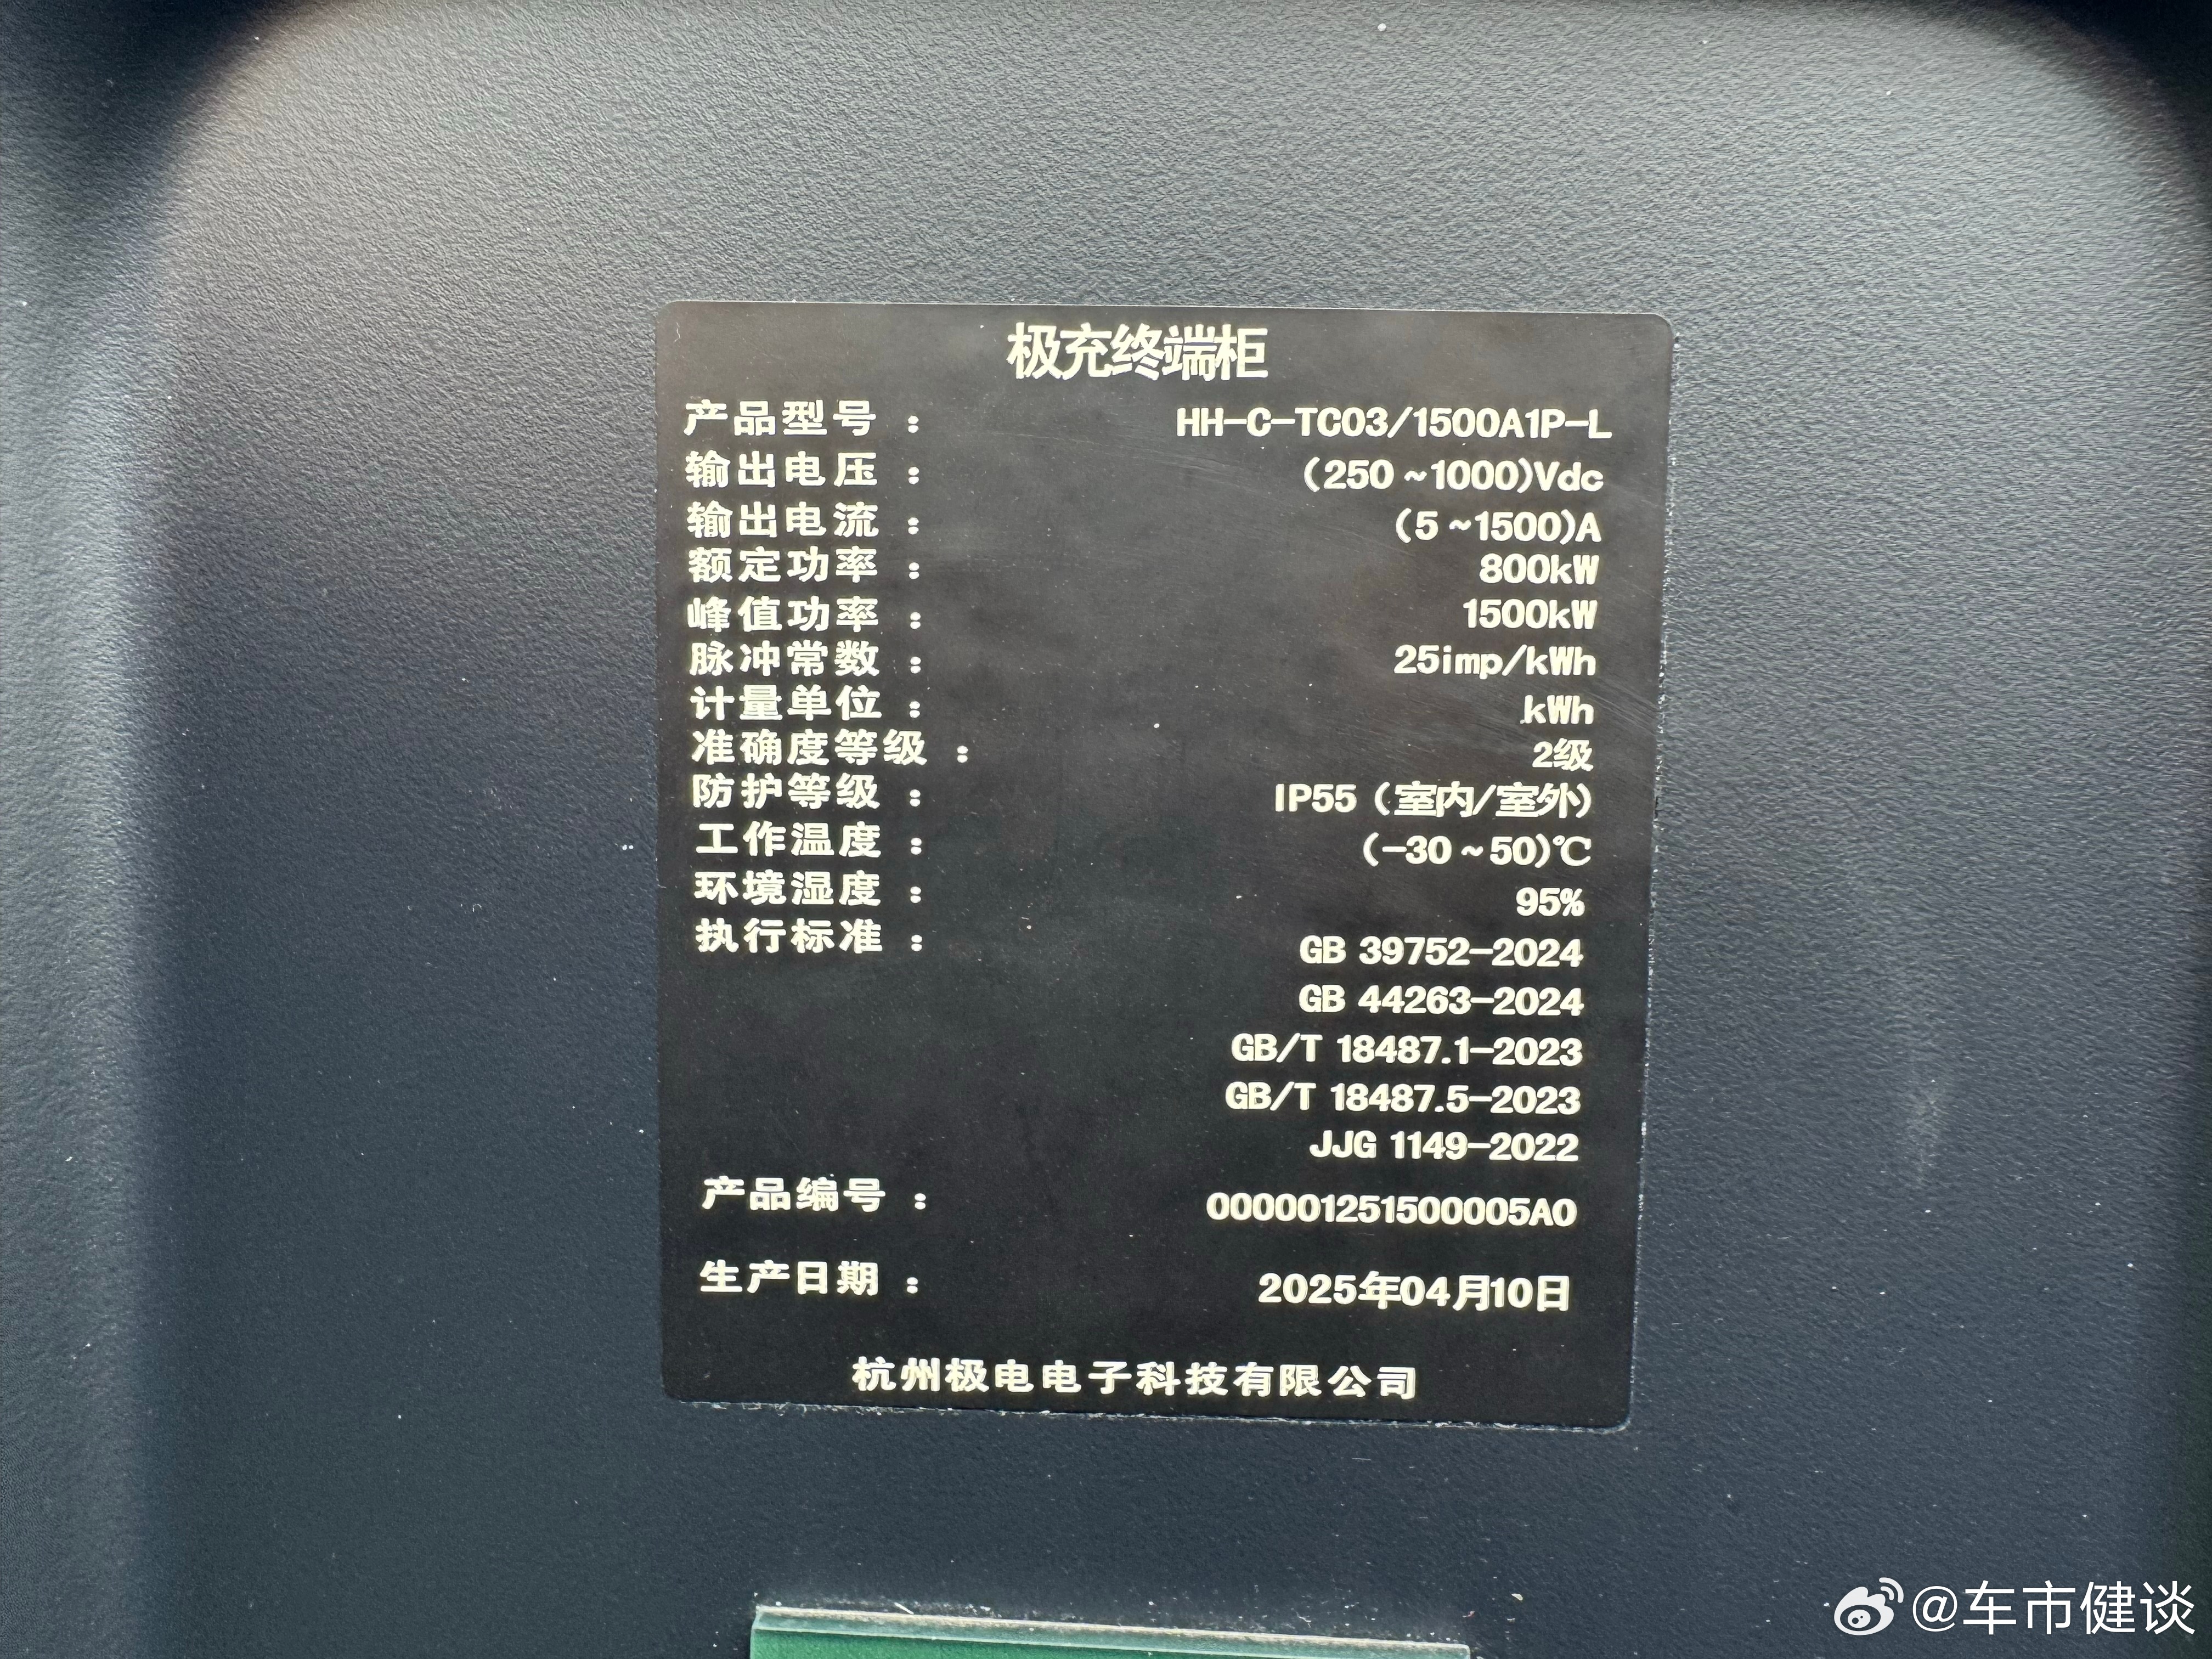 极充终端柜
产品型号： HH-C-TC03/1500A1P-L
输出电压： (250~1000)Vdc
输出电流： (5~1500)A
额定功率： 800kW
峰值功率： 1500kW
脉冲常数： 25imp/kWh
计量单位： kWh
准确度等级： 2级
防护等级： IP55（室内/室外）
工作温度： (-30~50)℃
环境湿度： 95%
执行标准： GB 39752-2024
GB 44263-2024
GB/T 18487.1-2023
GB/T 18487.5-2023
JJG 1149-2022
产品编号： 000001251500005A0
生产日期： 2025年04月10日
杭州极电电子科技有限公司
@车市健谈